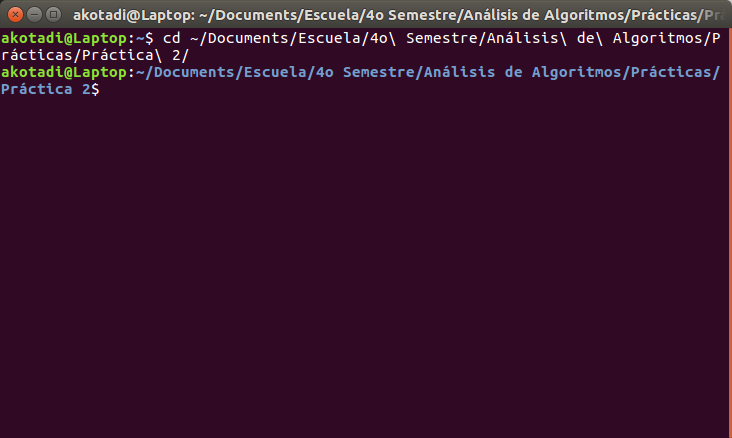 akotadi@Laptop: ~/Documents/Escuela/4o Semestre/Análisis de Algoritmos/Prácticas/Prá
akotadi@Laptop:~$ cd ~/Documents/Escuela/4o\ Semestre/Análisis\ de\ Algoritmos/P
rácticas/Práctica\ 2/
akotadi@Laptop:~/Documents/Escuela/4o Semestre/Análisis de Algoritmos/Prácticas/
Práctica 2$